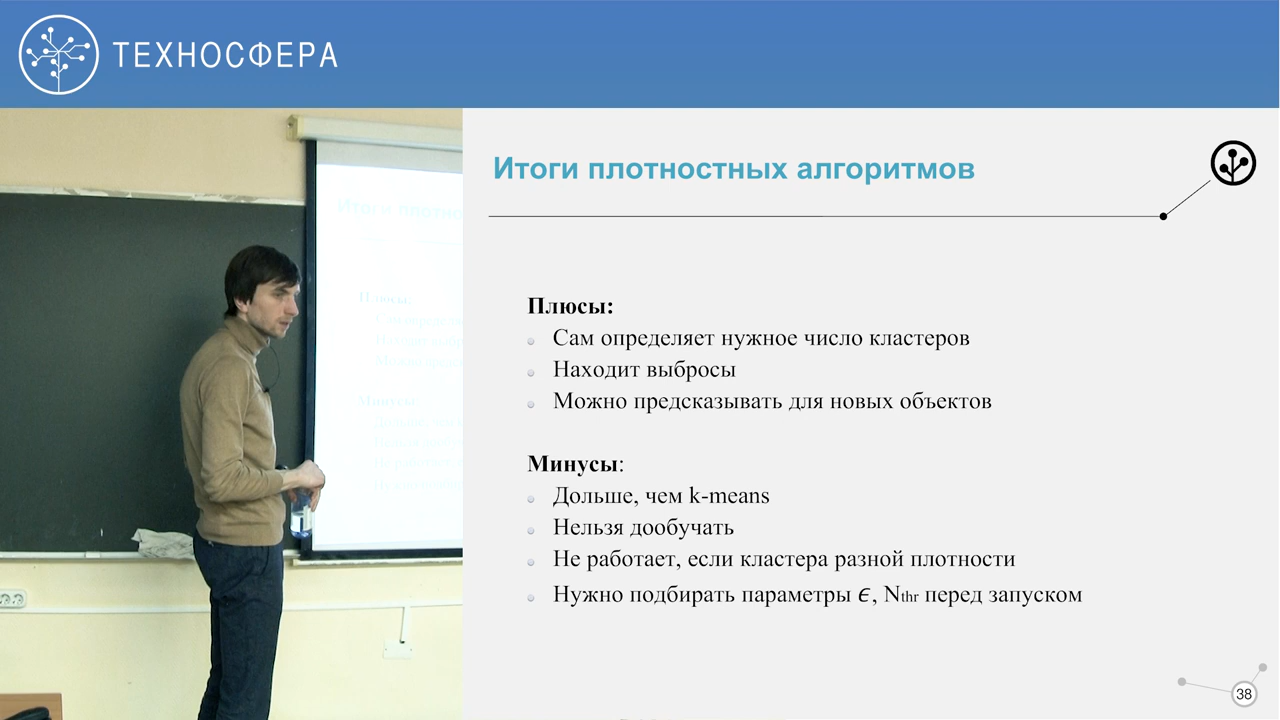 ТЕХНОСФЕРА
Итоги плотностных алгоритмов
Плюсы:
Сам определяет нужное число кластеров
Находит выбросы
Можно предсказывать для новых объектов
Минусы:
Дольше, чем k-means
Нельзя дообучать
Не работает, если кластера разной плотности
Нужно подбирать параметры ϵ, Nthr перед запуском
38